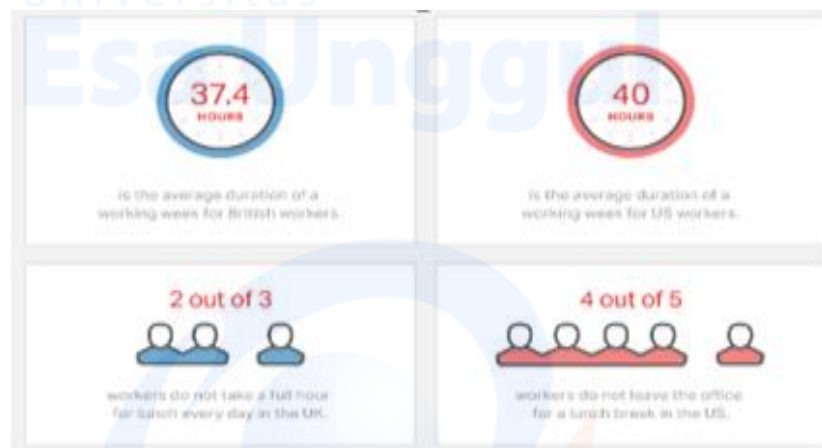 Universitas
Esa Unggul
37.4
HOURS
is the average duration of a
working week for British workers.
40
HOURS
is the average duration of a
working week for US workers.
2 out of 3
workers do not take a full hour
for lunch every day in the UK.
4 out of 5
workers do not leave the office
for a lunch break in the US.